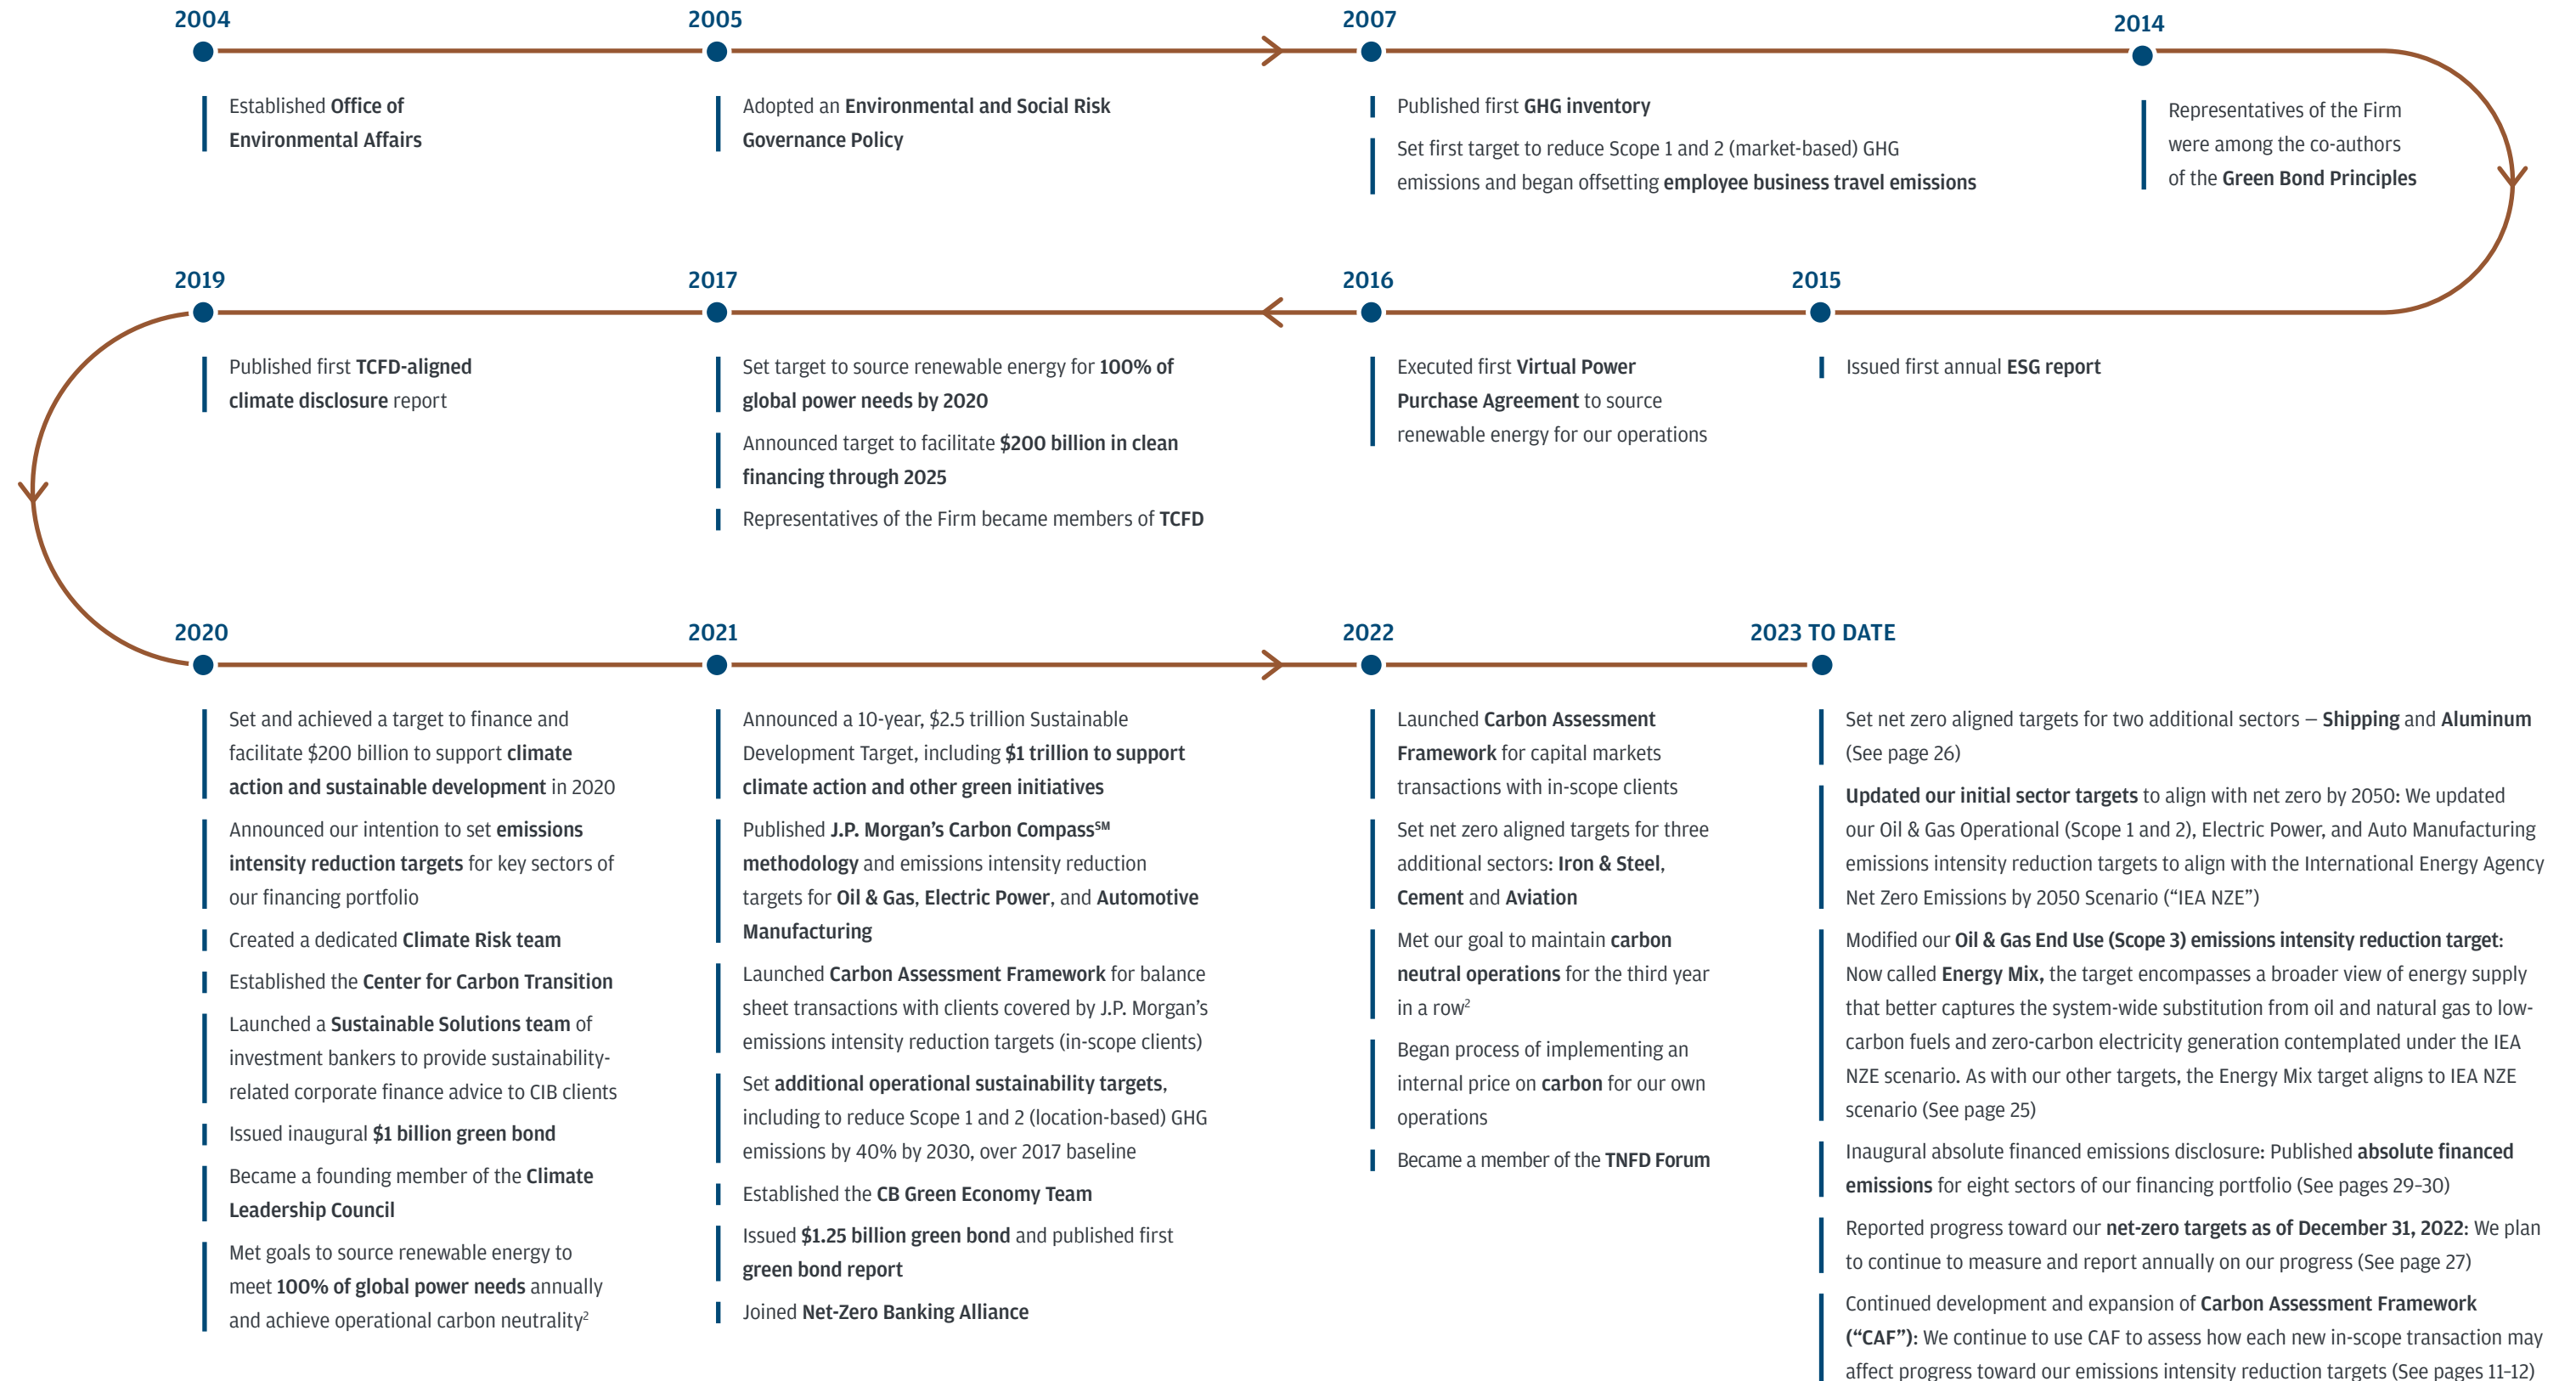 2004
Established Office of
Environmental Affairs
2005
Adopted an Environmental and Social Risk
Governance Policy
2007
Published first GHG inventory
Set first target to reduce Scope 1 and 2 (market-based) GHG
emissions and began offsetting employee business travel emissions
2014
Representatives of the Firm
were among the co-authors
of the Green Bond Principles
2015
Issued first annual ESG report
2016
Executed first Virtual Power
Purchase Agreement to source
renewable energy for our operations
2017
Set target to source renewable energy for 100% of
global power needs by 2020
Announced target to facilitate $200 billion in clean
financing through 2025
Representatives of the Firm became members of TCFD
2019
Published first TCFD-aligned
climate disclosure report
2020
Set and achieved a target to finance and
facilitate $200 billion to support climate
action and sustainable development in 2020
Announced our intention to set emissions
intensity reduction targets for key sectors of
our financing portfolio
Created a dedicated Climate Risk team
Established the Center for Carbon Transition
Launched a Sustainable Solutions team of
investment bankers to provide sustainability-
related corporate finance advice to CIB clients
Issued inaugural $1 billion green bond
Became a founding member of the Climate
Leadership Council
Met goals to source renewable energy to
meet 100% of global power needs annually
and achieve operational carbon neutrality2
2021
Announced a 10-year, $2.5 trillion Sustainable
Development Target, including $1 trillion to support
climate action and other green initiatives
Published J.P. Morgan’s Carbon CompassSM
methodology and emissions intensity reduction
targets for Oil & Gas, Electric Power, and Automotive
Manufacturing
Launched Carbon Assessment Framework for balance
sheet transactions with clients covered by J.P. Morgan’s
emissions intensity reduction targets (in-scope clients)
Set additional operational sustainability targets,
including to reduce Scope 1 and 2 (location-based) GHG
emissions by 40% by 2030, over 2017 baseline
Established the CB Green Economy Team
Issued $1.25 billion green bond and published first
green bond report
Joined Net-Zero Banking Alliance
2022
Launched Carbon Assessment
Framework for capital markets
transactions with in-scope clients
Set net zero aligned targets for three
additional sectors: Iron & Steel,
Cement and Aviation
Met our goal to maintain carbon
neutral operations for the third year
in a row2
Began process of implementing an
internal price on carbon for our own
operations
Became a member of the TNFD Forum
2023 TO DATE
Set net zero aligned targets for two additional sectors — Shipping and Aluminum
(See page 26)
Updated our initial sector targets to align with net zero by 2050: We updated
our Oil & Gas Operational (Scope 1 and 2), Electric Power, and Auto Manufacturing
emissions intensity reduction targets to align with the International Energy Agency
Net Zero Emissions by 2050 Scenario (“IEA NZE”)
Modified our Oil & Gas End Use (Scope 3) emissions intensity reduction target:
Now called Energy Mix, the target encompasses a broader view of energy supply
that better captures the system-wide substitution from oil and natural gas to low-
carbon fuels and zero-carbon electricity generation contemplated under the IEA
NZE scenario. As with our other targets, the Energy Mix target aligns to IEA NZE
scenario (See page 25)
Inaugural absolute financed emissions disclosure: Published absolute financed
emissions for eight sectors of our financing portfolio (See pages 29-30)
Reported progress toward our net-zero targets as of December 31, 2022: We plan
to continue to measure and report annually on our progress (See page 27)
Continued development and expansion of Carbon Assessment Framework
(“CAF”): We continue to use CAF to assess how each new in-scope transaction may
affect progress toward our emissions intensity reduction targets (See pages 11-12)